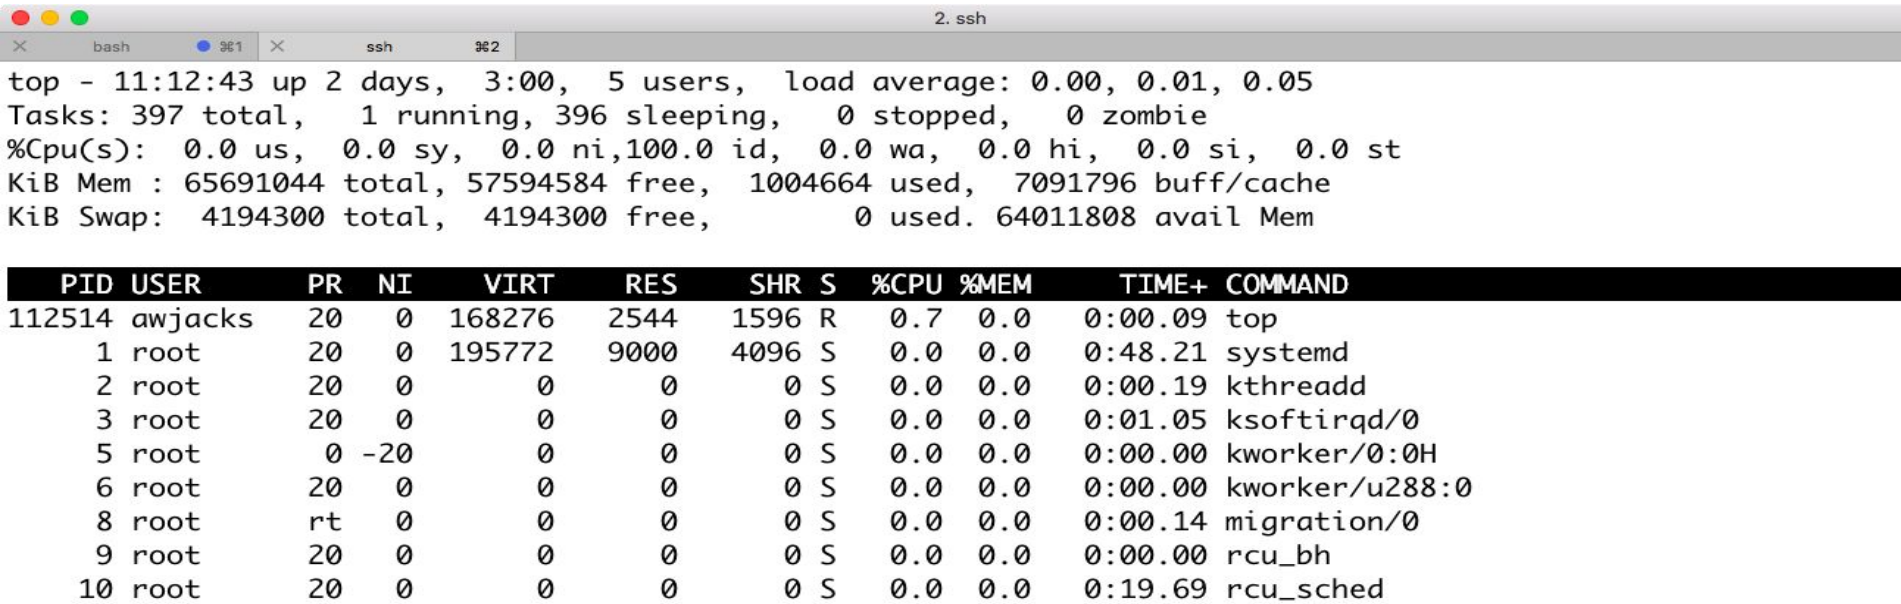 2. ssh
bash ⌘1 ssh ⌘2
top - 11:12:43 up 2 days,  3:00,  5 users,  load average: 0.00, 0.01, 0.05
Tasks: 397 total,   1 running, 396 sleeping,   0 stopped,   0 zombie
%Cpu(s):  0.0 us,  0.0 sy,  0.0 ni,100.0 id,  0.0 wa,  0.0 hi,  0.0 si,  0.0 st
KiB Mem : 65691044 total, 57594584 free,  1004664 used,  7091796 buff/cache
KiB Swap:  4194300 total,  4194300 free,        0 used. 64011808 avail Mem
   PID USER      PR  NI    VIRT    RES    SHR S  %CPU %MEM     TIME+ COMMAND
112514 awjacks   20   0  168276   2544   1596 R   0.7  0.0   0:00.09 top
     1 root      20   0  195772   9000   4096 S   0.0  0.0   0:48.21 systemd
     2 root      20   0       0      0      0 S   0.0  0.0   0:00.19 kthreadd
     3 root      20   0       0      0      0 S   0.0  0.0   0:01.05 ksoftirqd/0
     5 root       0 -20       0      0      0 S   0.0  0.0   0:00.00 kworker/0:0H
     6 root      20   0       0      0      0 S   0.0  0.0   0:00.00 kworker/u288:0
     8 root      rt   0       0      0      0 S   0.0  0.0   0:00.14 migration/0
     9 root      20   0       0      0      0 S   0.0  0.0   0:00.00 rcu_bh
    10 root      20   0       0      0      0 S   0.0  0.0   0:19.69 rcu_sched